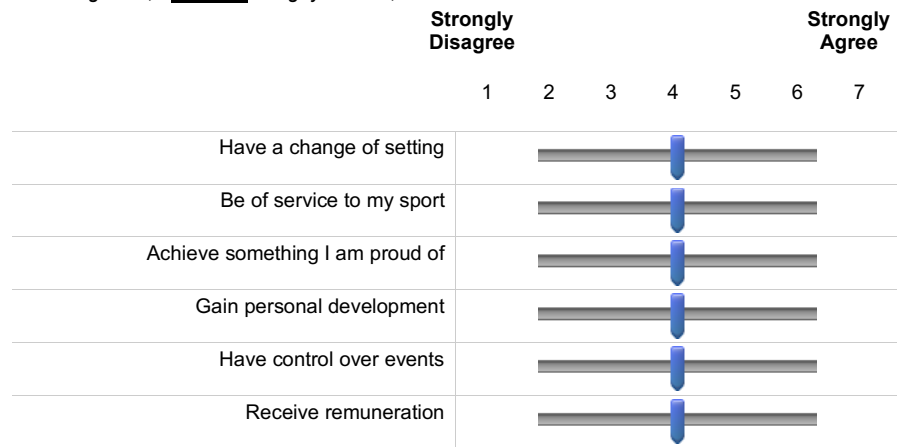 Strongly Disagree
Strongly Agree
1 2 3 4 5 6 7
Have a change of setting
Be of service to my sport
Achieve something I am proud of
Gain personal development
Have control over events
Receive remuneration